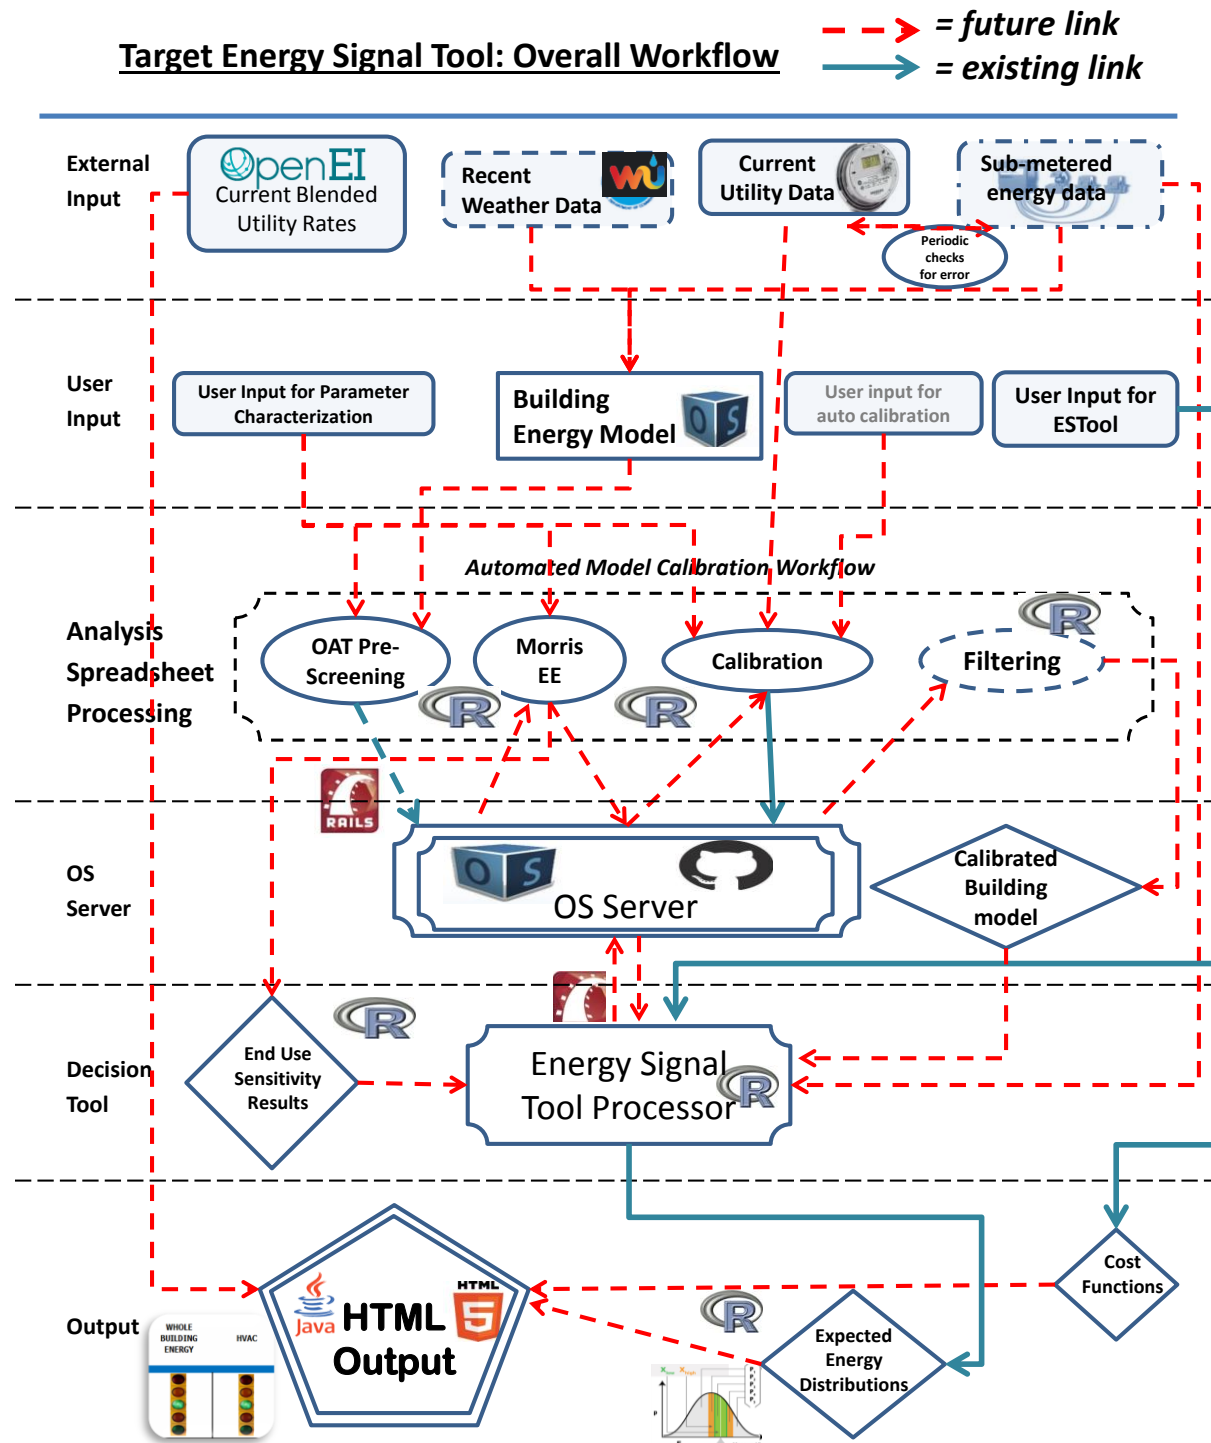 Target Energy Signal Tool: Overall Workflow
= future link
= existing link
External
Input
OpenEI
Current Blended
Utility Rates
Recent
Weather Data
WU
Current
Utility Data
Sub-metered
energy data
Periodic
checks
for error
User
Input
User Input for Parameter
Characterization
Building
Energy Model
O S
User input for
auto calibration
User Input for
ESTool
Automated Model Calibration Workflow
Analysis
Spreadsheet
Processing
OAT Pre-
Screening
R
Morris
EE
R
Calibration
Filtering
R
RAILS
OS
Server
O S
OS Server
Calibrated
Building
model
Decision
Tool
End Use
Sensitivity
Results
R
Energy Signal
Tool Processor
R
Output
WHOLE
BUILDING
ENERGY
HVAC
Java
HTML
5
HTML
Output
R
Expected
Energy
Distributions
Cost
Functions